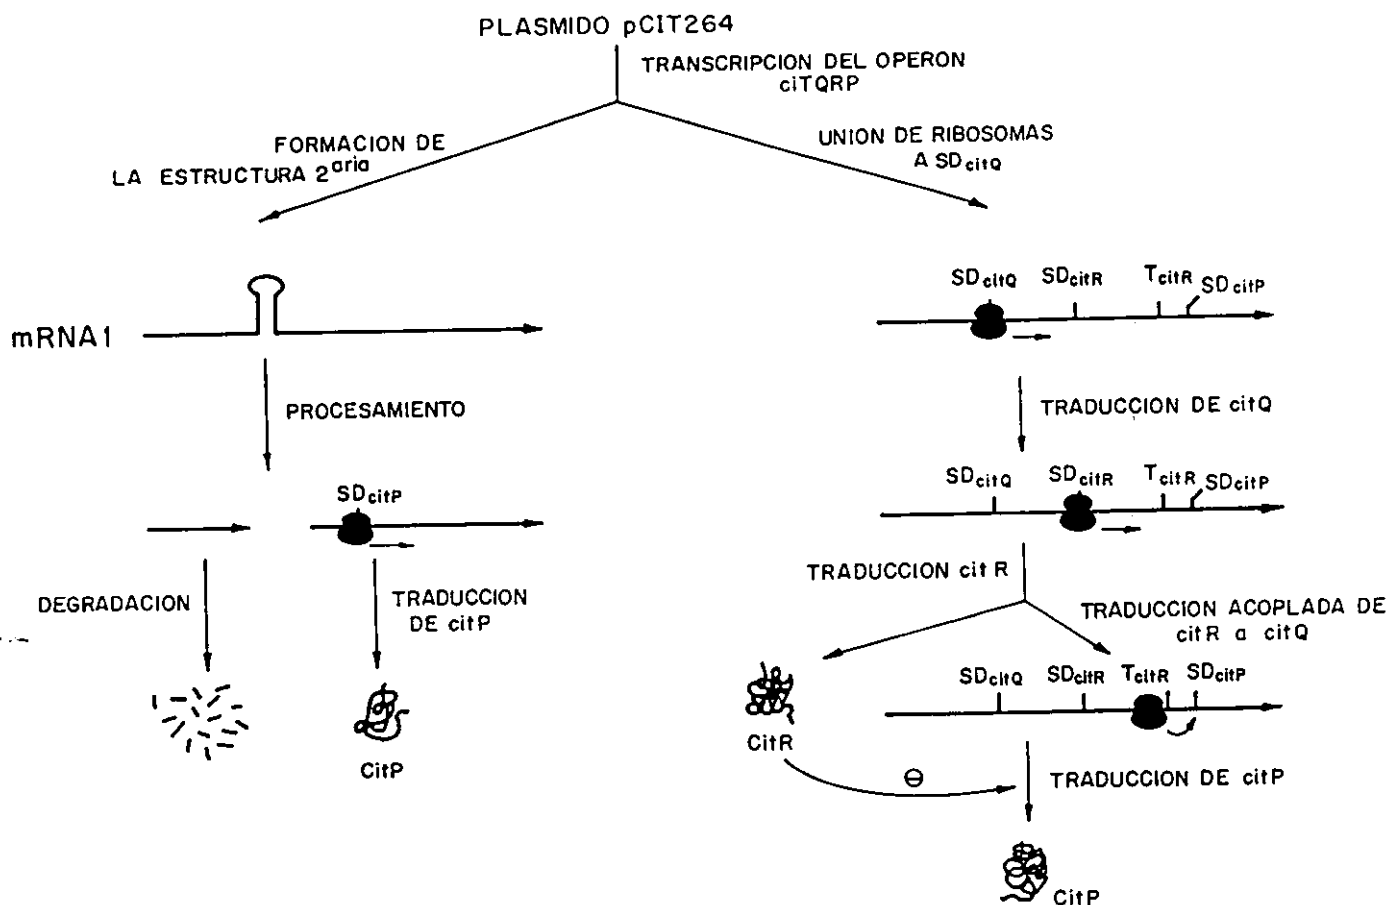 PLASMIDO pCIT264
TRANSCRIPCION DEL OPERON
ciTQRP
FORMACION DE
LA ESTRUCTURA 2aria
UNION DE RIBOSOMAS
A SDcitQ
mRNA1
SDcitQ SDcitR TcitR SDcitP
PROCESAMIENTO
TRADUCCION DE citQ
SDcitP
SDcitQ SDcitR TcitR SDcitP
DEGRADACION
TRADUCCION
DE citP
TRADUCCION cit R
TRADUCCION ACOPLADA DE
citR a citQ
SDcitQ SDcitR TcitR SDcitP
CitP
CitR
⊖
TRADUCCION DE citP
CitP